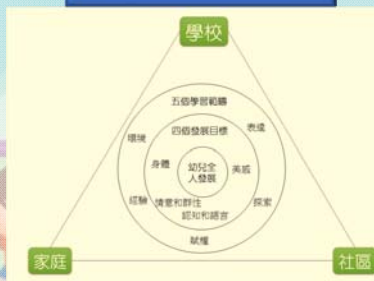 學校
五個學習範疇
環境
四個發展目標
表達
身體
幼兒全
人發展
美感
經驗
情意和群性
探索
認知和語言
賦權
家庭
社區